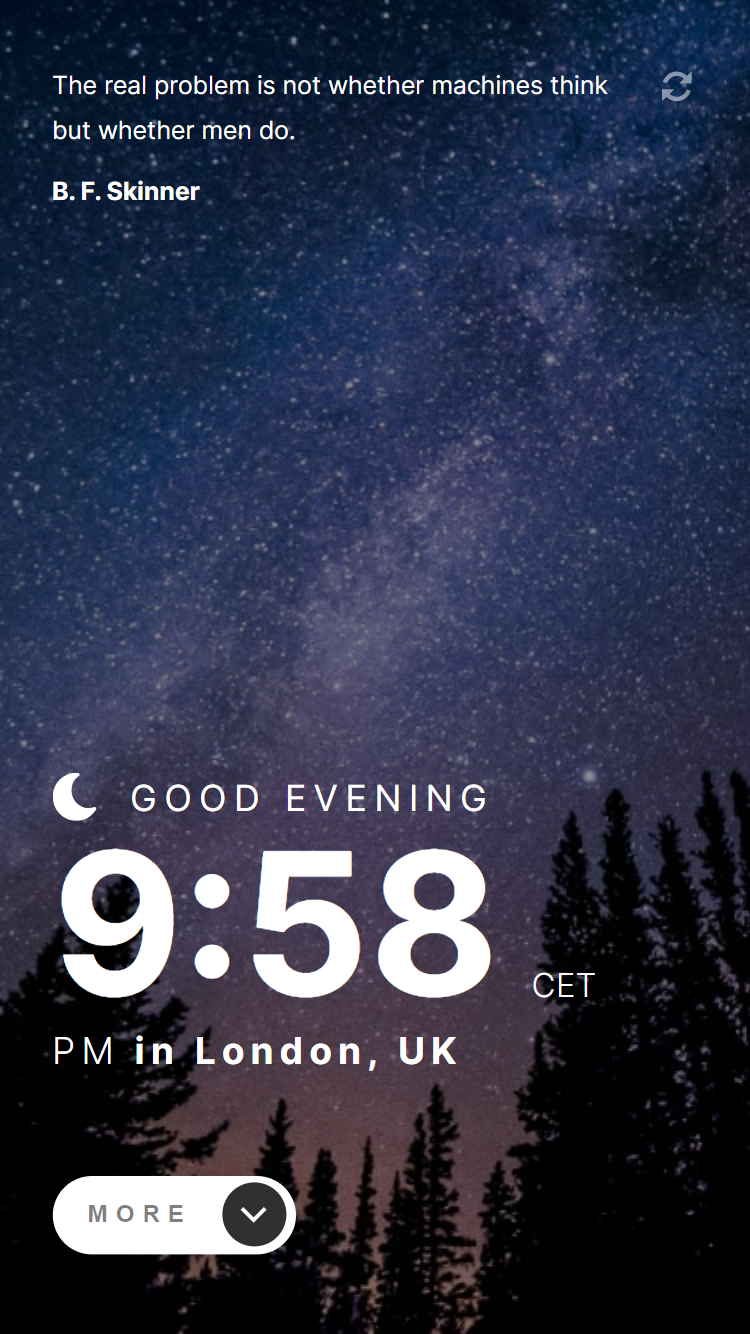 The real problem is not whether machines think
but whether men do.
B. F. Skinner
GOOD EVENING
9:58 CET
PM in London, UK
MORE